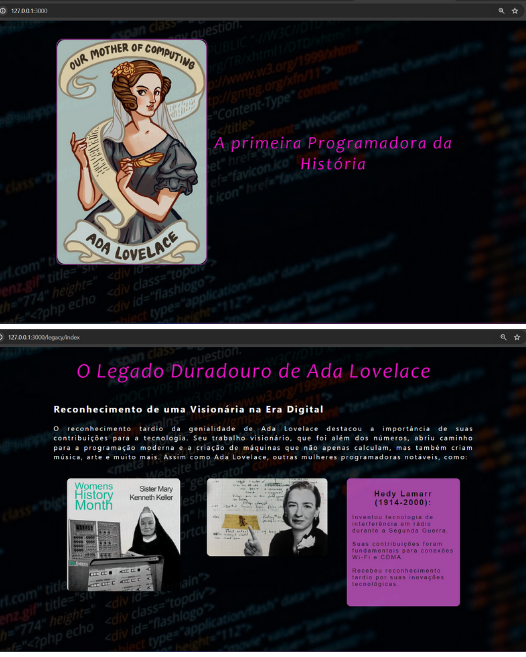 127.0.0.1:3000
OUR MOTHER OF COMPUTING
ADA LOVELACE
A primeira Programadora da
História
127.0.0.1:3000/legacy/index
O Legado Duradouro de Ada Lovelace
Reconhecimento de uma Visionária na Era Digital
O reconhecimento tardio da genialidade de Ada Lovelace destacou a importância de suas
contribuições para a tecnologia. Seu trabalho visionário, que foi além dos números, abriu caminho
para a programação moderna e a criação de máquinas que não apenas calculam, mas também criam
música, arte e muito mais. Assim como Ada Lovelace, outras mulheres programadoras notáveis, como:
Womens
History
Month
Sister Mary
Kenneth Keller
Hedy Lamarr
(1914-2000):
Inventou tecnologia de
interferência em rádio
durante a Segunda Guerra.
Suas contribuições foram
fundamentais para conexões
Wi-Fi e CDMA.
Recebeu reconhecimento
tardio por suas inovações
tecnológicas.